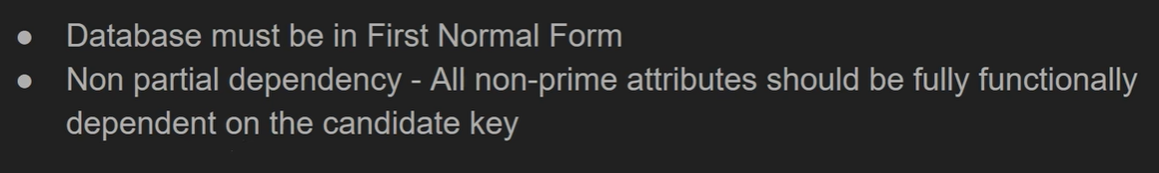 ● Database must be in First Normal Form
● Non partial dependency - All non-prime attributes should be fully functionally
dependent on the candidate key